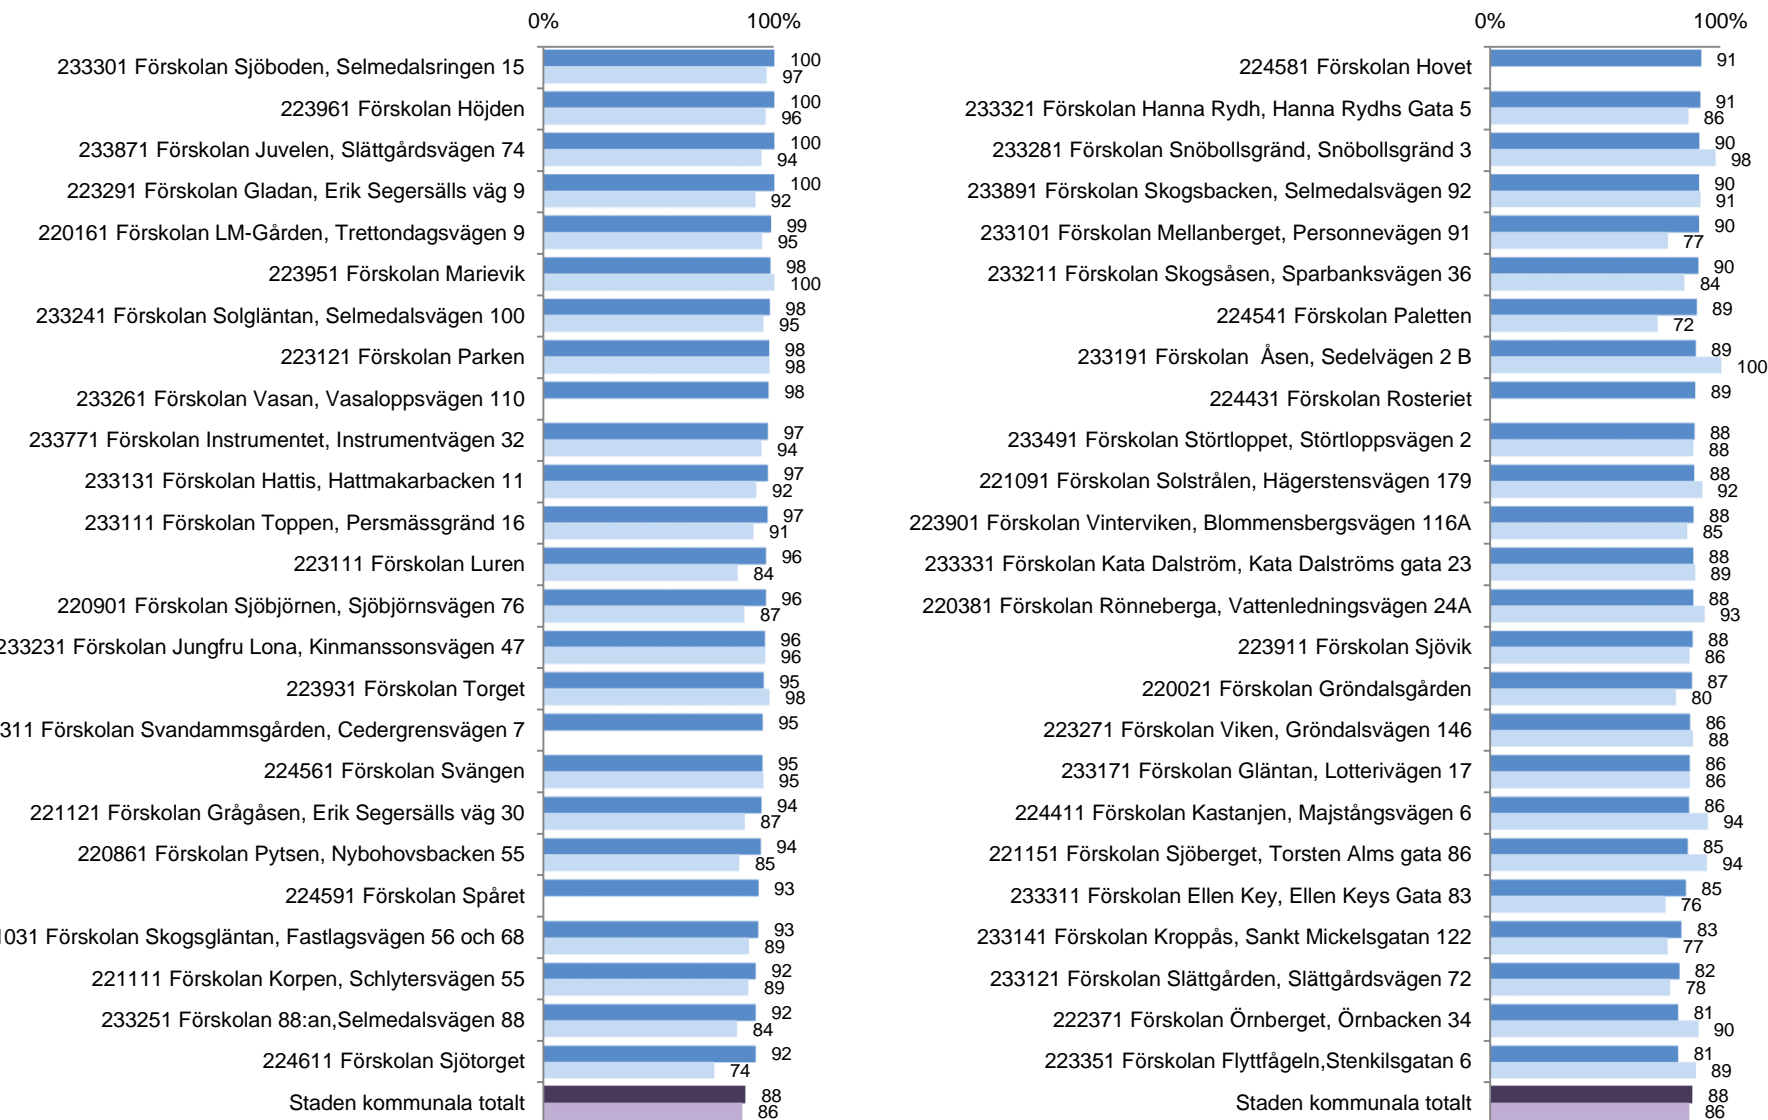 0% 100%
233301 Förskolan Sjöboden, Selmedalsringen 15 100 97
223961 Förskolan Höjden 100 96
233871 Förskolan Juvelen, Slättgårdsvägen 74 100 94
223291 Förskolan Gladan, Erik Segersälls väg 9 100 92
220161 Förskolan LM-Gården, Trettondagsvägen 9 99 95
223951 Förskolan Marievik 98 100
233241 Förskolan Solgläntan, Selmedalsvägen 100 98 95
223121 Förskolan Parken 98 98
233261 Förskolan Vasan, Vasaloppsvägen 110 98
233771 Förskolan Instrumentet, Instrumentvägen 32 97 94
233131 Förskolan Hattis, Hattmakarbacken 11 97 92
233111 Förskolan Toppen, Persmässgränd 16 97 91
223111 Förskolan Luren 96 84
220901 Förskolan Sjöbjörnen, Sjöbjörnsvägen 76 96 87
233231 Förskolan Jungfru Lona, Kinmanssonsvägen 47 96 96
223931 Förskolan Torget 95 98
311 Förskolan Svandammsgården, Cedergrensvägen 7 95
224561 Förskolan Svängen 95 95
221121 Förskolan Grågåsen, Erik Segersälls väg 30 94 87
220861 Förskolan Pytsen, Nybohovsbacken 55 94 85
224591 Förskolan Spåret 93
1031 Förskolan Skogsgläntan, Fastlagsvägen 56 och 68 93 89
221111 Förskolan Korpen, Schlytersvägen 55 92 89
233251 Förskolan 88:an,Selmedalsvägen 88 92 84
224611 Förskolan Sjötorget 92 74
Staden kommunala totalt 88 86
0% 100%
224581 Förskolan Hovet 91
233321 Förskolan Hanna Rydh, Hanna Rydhs Gata 5 91 86
233281 Förskolan Snöbollsgränd, Snöbollsgränd 3 90 98
233891 Förskolan Skogsbacken, Selmedalsvägen 92 90 91
233101 Förskolan Mellanberget, Personnevägen 91 90 77
233211 Förskolan Skogsåsen, Sparbanksvägen 36 90 84
224541 Förskolan Paletten 89 72
233191 Förskolan  Åsen, Sedelvägen 2 B 89 100
224431 Förskolan Rosteriet 89
233491 Förskolan Störtloppet, Störtloppsvägen 2 88 88
221091 Förskolan Solstrålen, Hägerstensvägen 179 88 92
223901 Förskolan Vinterviken, Blommensbergsvägen 116A 88 85
233331 Förskolan Kata Dalström, Kata Dalströms gata 23 88 89
220381 Förskolan Rönneberga, Vattenledningsvägen 24A 88 93
223911 Förskolan Sjövik 88 86
220021 Förskolan Gröndalsgården 87 80
223271 Förskolan Viken, Gröndalsvägen 146 86 88
233171 Förskolan Gläntan, Lotterivägen 17 86 86
224411 Förskolan Kastanjen, Majstångsvägen 6 86 94
221151 Förskolan Sjöberget, Torsten Alms gata 86 85 94
233311 Förskolan Ellen Key, Ellen Keys Gata 83 85 76
233141 Förskolan Kroppås, Sankt Mickelsgatan 122 83 77
233121 Förskolan Slättgården, Slättgårdsvägen 72 82 78
222371 Förskolan Örnberget, Örnbacken 34 81 90
223351 Förskolan Flyttfågeln,Stenkilsgatan 6 81 89
Staden kommunala totalt 88 86